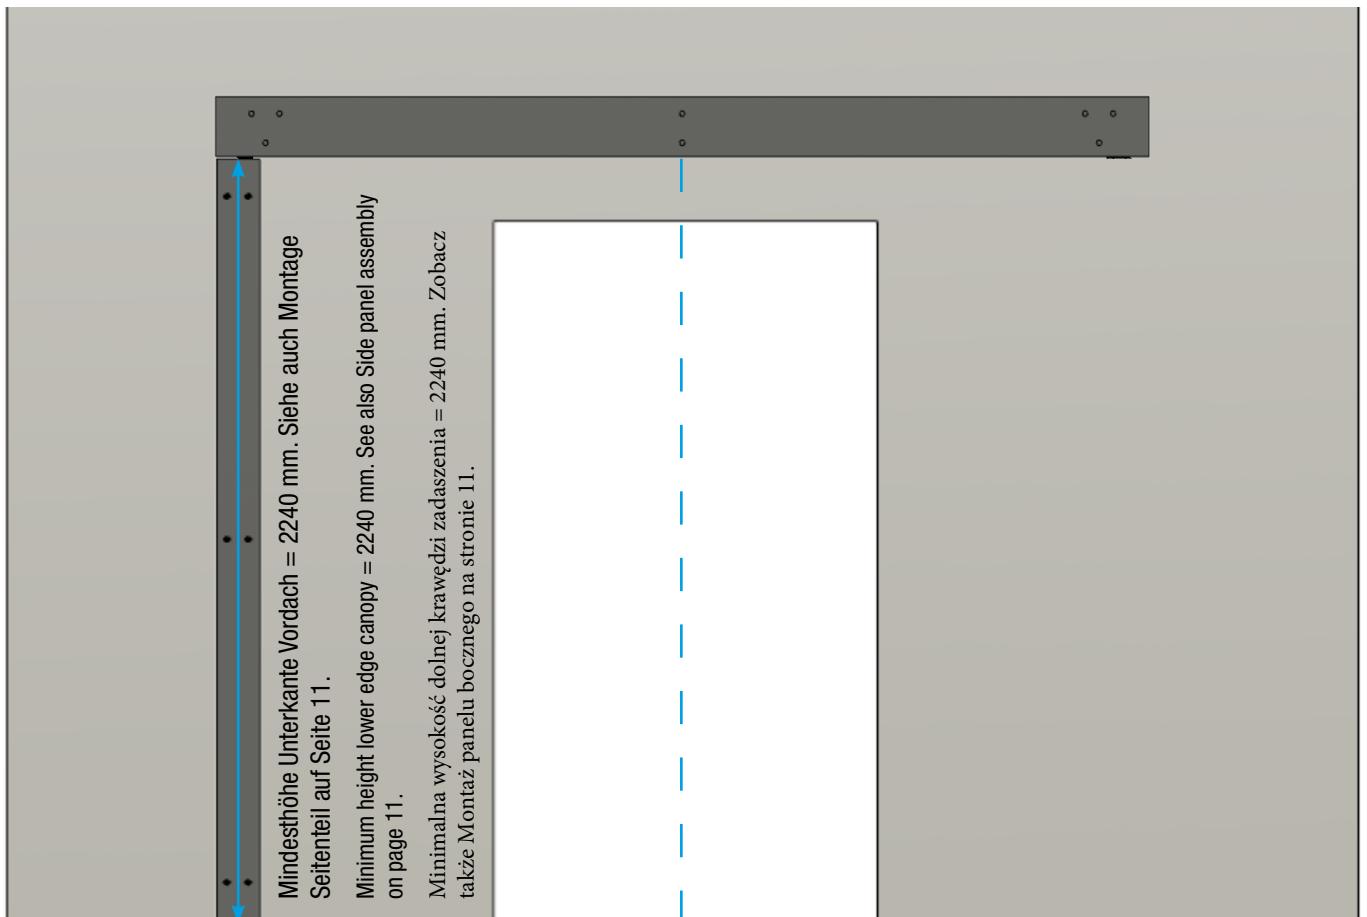 Mindesthöhe Unterkante Vordach = 2240 mm. Siehe auch Montage
Seitenteil auf Seite 11.
Minimum height lower edge canopy = 2240 mm. See also Side panel assembly
on page 11.
Minimalna wysokość dolnej krawędzi zadaszenia = 2240 mm. Zobacz
także Montaż panelu bocznego na stronie 11.